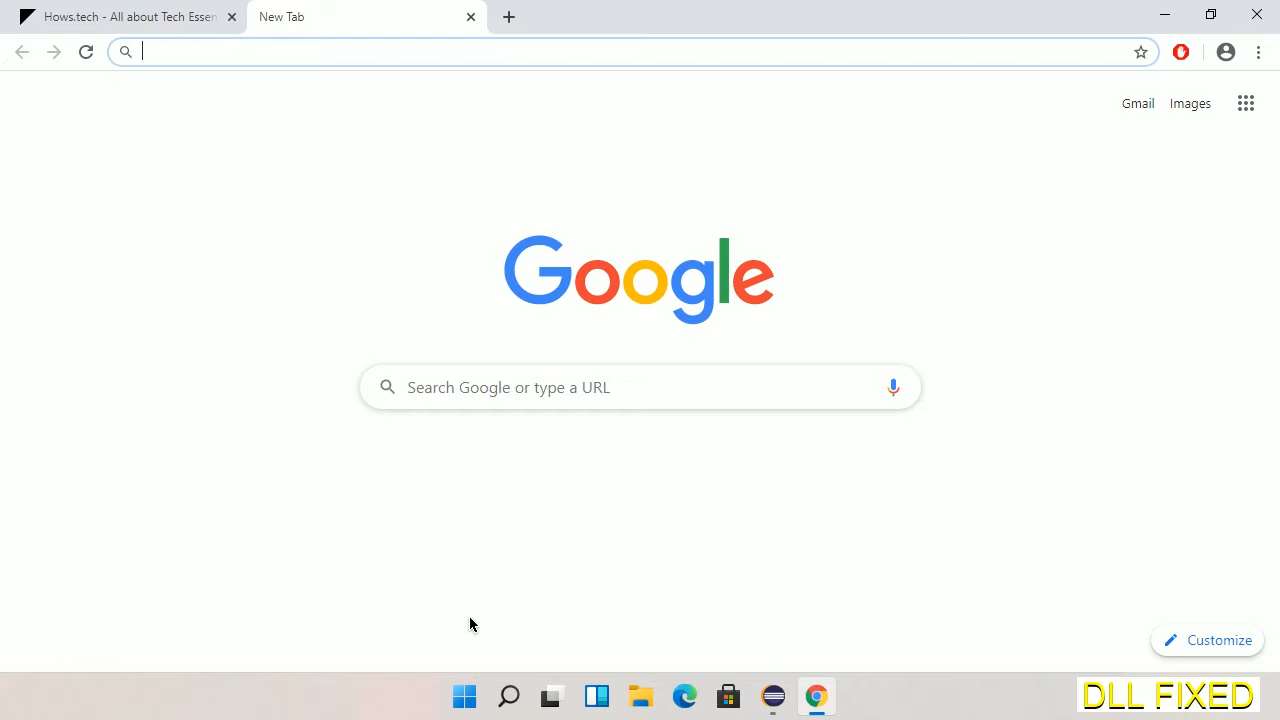 Hows.tech - All about Tech Essen
New Tab
Gmail
Images
Google
Search Google or type a URL
Customize
DLL FIXED